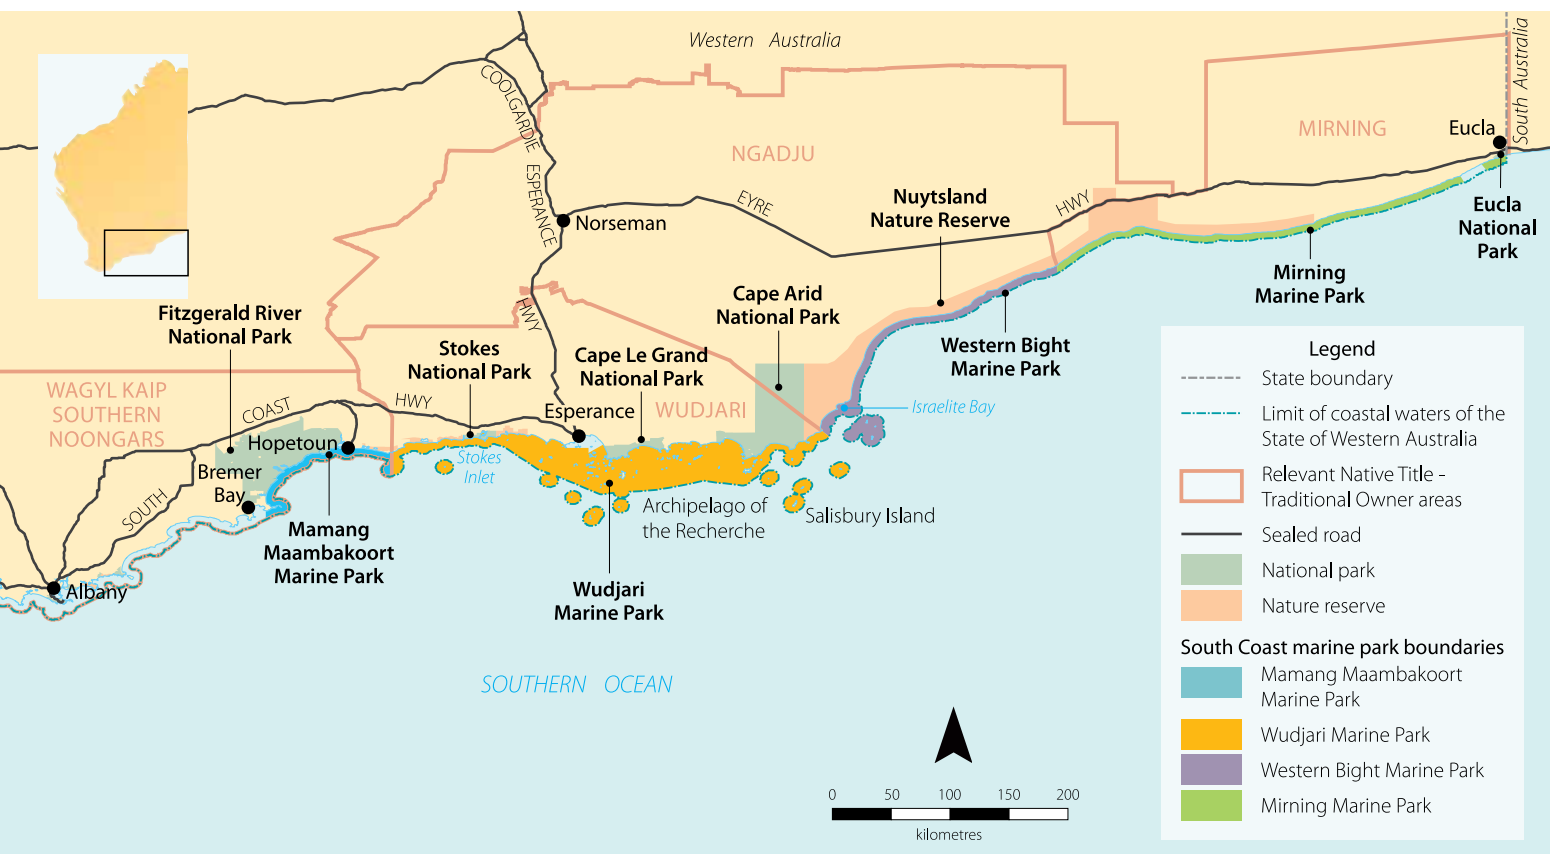 Western Australia
South Australia
COOLGARDIE
ESPERANCE
HWY
NGADJU
MIRNING
Eucla
EYRE
HWY
Norseman
Nuytsland
Nature Reserve
Eucla
National
Park
Mirning
Marine Park
Cape Arid
National Park
Fitzgerald River
National Park
Stokes
National Park
Cape Le Grand
National Park
Western Bight
Marine Park
WAGYL KAIP
SOUTHERN
NOONGARS
COAST
HWY
Esperance
WUDJARI
Israelite Bay
Hopetoun
Bremer
Bay
Stokes
Inlet
SOUTH
Archipelago of
the Recherche
Salisbury Island
Mamang
Maambakoort
Marine Park
Albany
Wudjari
Marine Park
SOUTHERN OCEAN
0 50 100 150 200
kilometres
Legend
State boundary
Limit of coastal waters of the
State of Western Australia
Relevant Native Title -
Traditional Owner areas
Sealed road
National park
Nature reserve
South Coast marine park boundaries
Mamang Maambakoort
Marine Park
Wudjari Marine Park
Western Bight Marine Park
Mirning Marine Park